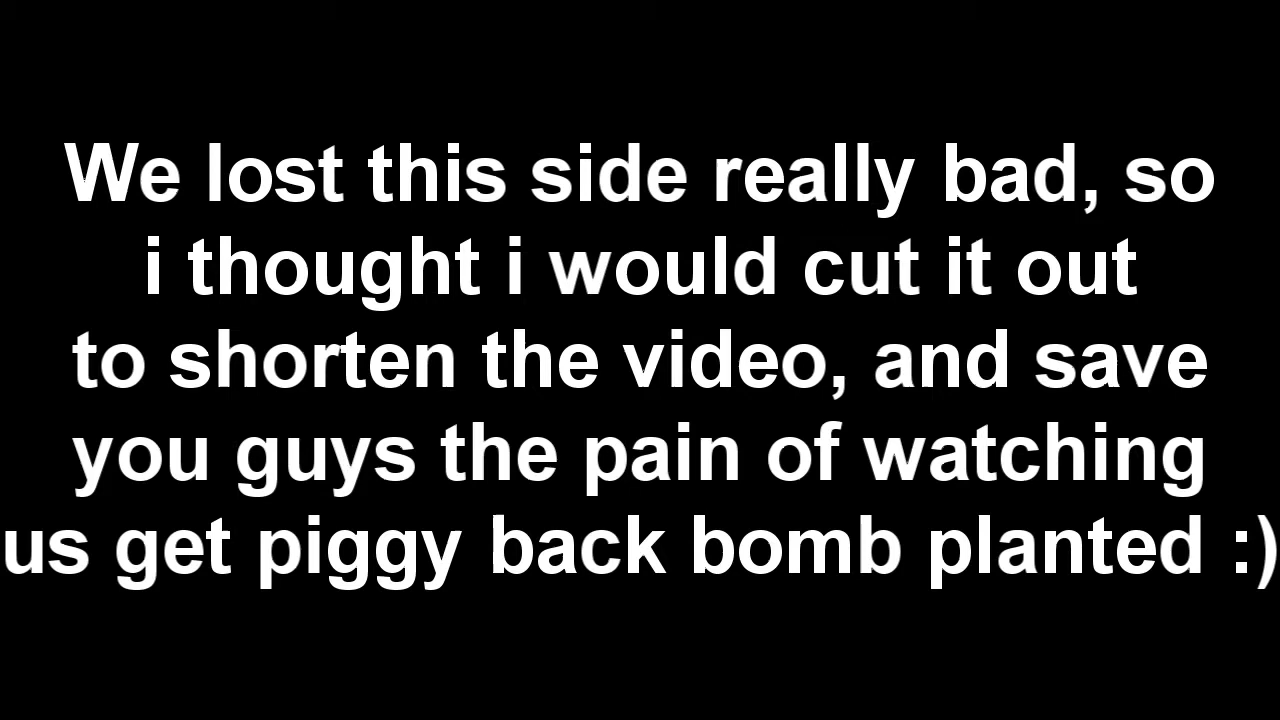 We lost this side really bad, so
i thought i would cut it out
to shorten the video, and save
you guys the pain of watching
us get piggy back bomb planted :)